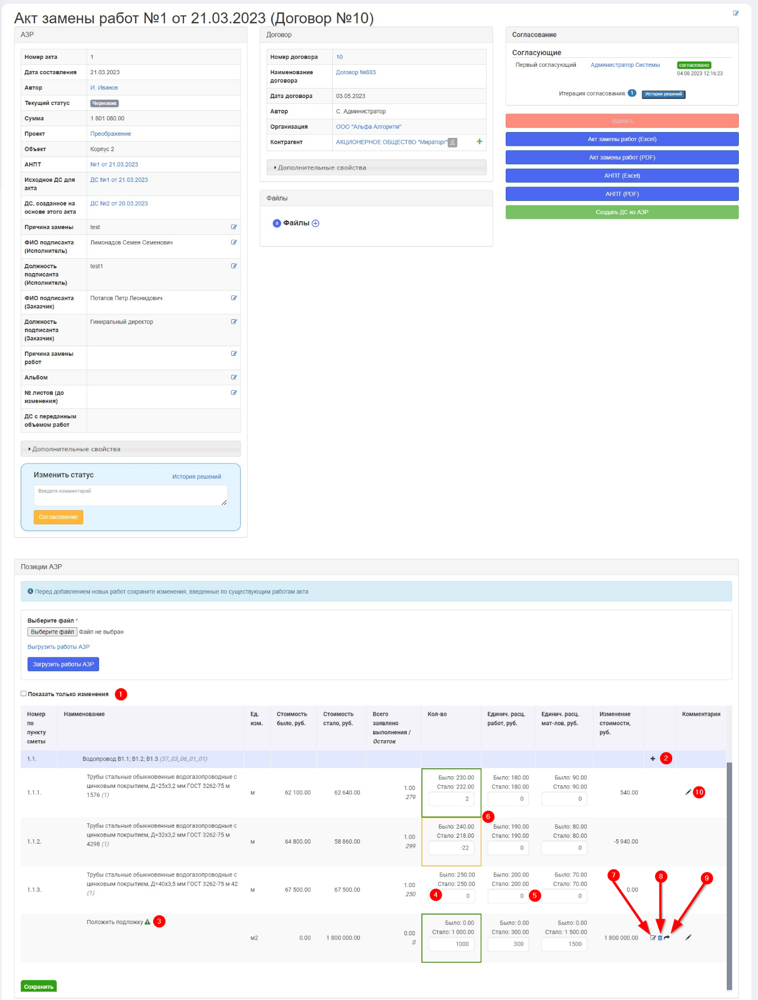 Акт замены работ №1 от 21.03.2023 (Договор №10)
АЗР
Номер акта 1
Дата составления 21.03.2023
Автор И. Иванов
Текущий статус Черновик
Сумма 1 801 080.00
Проект Преображение
Объект Корпус 2
АНПТ №1 от 21.03.2023
Исходное ДС для ДС №1 от 21.03.2023
акта
ДС, созданное на ДС №2 от 20.03.2023
основе этого акта
Причина замены test
ФИО подписанта Лимонадов Семен Семенович
(Исполнитель)
Должность test1
подписанта
(Исполнитель)
ФИО подписанта Потапов Петр Леонидович
(Заказчик)
Должность Гиниральный директор
подписанта
(Заказчик)
Причина замены
работ
Альбом
№ листов (до
изменения)
ДС с переданным
объемом работ
Дополнительные свойства
Изменить статус История решений
Введите комментарий
Согласование
Договор
Номер договора 10
Наименование Договор №883
договора
Дата договора 03.05.2023
Автор С. Администратор
Организация ООО "Альфа Алгоритм"
Контрагент АКЦИОНЕРНОЕ ОБЩЕСТВО "Мираторг" Д +
Дополнительные свойства
Файлы
0 Файлы
Согласование
Согласующие
Первый согласующий Администратор Системы согласовано
04.08.2023 12:16:23
Итерация согласования: 1 История решений
Удалить
Акт замены работ (Excel)
Акт замены работ (PDF)
АНПТ (Excel)
АНПТ (PDF)
Создать ДС из АЗР
Позиции АЗР
Перед добавлением новых работ сохраните изменения, введенные по существующим работам акта
Выберите файл *
Выберите файл Файл не выбран
Выгрузить работы АЗР
Загрузить работы АЗР
Показать только изменения 1
Номер Наименование Ед. Стоимость Стоимость Всего Кол-во Единич. расц. Единич. расц. Изменение Комментарии
по изм. было, руб. стало, руб. заявлено работ, руб. мат-лов, руб. стоимости,
пункту выполнения / руб.
сметы Остаток
1.1. Водопровод В1.1; В1.2; В1.3 (37_03_06_01_01) + 2
Трубы стальные обыкновенные водогазопроводные с Было: 230.00 Было: 180.00 Было: 90.00
цинковым покрытием, Д=25х3,2 мм ГОСТ 3262-75 м 1.00 Стало: 232.00 Стало: 180.00 Стало: 90.00
1.1.1. 1576 (1) м 62 100.00 62 640.00 279 2 0 0 540.00 10
6
Трубы стальные обыкновенные водогазопроводные с Было: 240.00 Было: 190.00 Было: 80.00
цинковым покрытием, Д=32х3,2 мм ГОСТ 3262-75 м 1.00 Стало: 218.00 Стало: 190.00 Стало: 80.00
1.1.2. 4298 (1) м 64 800.00 58 860.00 299 -22 0 0 -5 940.00
Трубы стальные обыкновенные водогазопроводные с Было: 250.00 Было: 200.00 Было: 70.00 7 8 9
цинковым покрытием, Д=40х3,5 мм ГОСТ 3262-75 м 42 1.00 Стало: 250.00 Стало: 200.00 Стало: 70.00
1.1.3. (1) м 67 500.00 67 500.00 250 4 0 0 5 0 0.00
Положить подложку 3 Было: 0.00 Было: 0.00 Было: 0.00
0.00 Стало: 1 000.00 Стало: 300.00 Стало: 1 500.00
м2 0.00 1 800 000.00 0 1000 300 1500 1 800 000.00
Сохранить